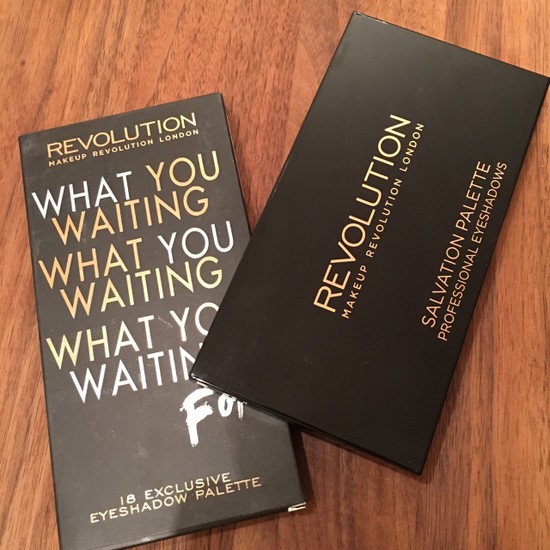 REVOLUTION
MAKEUP REVOLUTION LONDON
WHAT YOU
WAITING
WHAT YOU
WAITING
WHAT YO
WAITIN
For
18 EXCLUSIVE
EYESHADOW PALETTE
REVOLUTION
MAKEUP REVOLUTION LONDON
SALVATION PALETTE
PROFESSIONAL EYESHADOWS